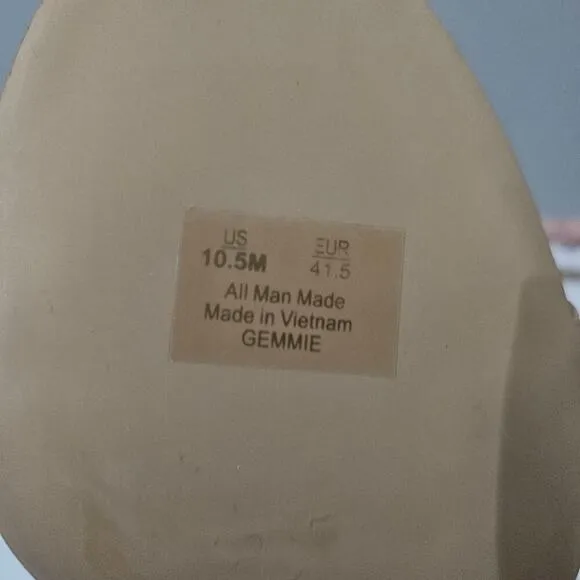 US EUR
10.5M 41.5
All Man Made
Made in Vietnam
GEMMIE